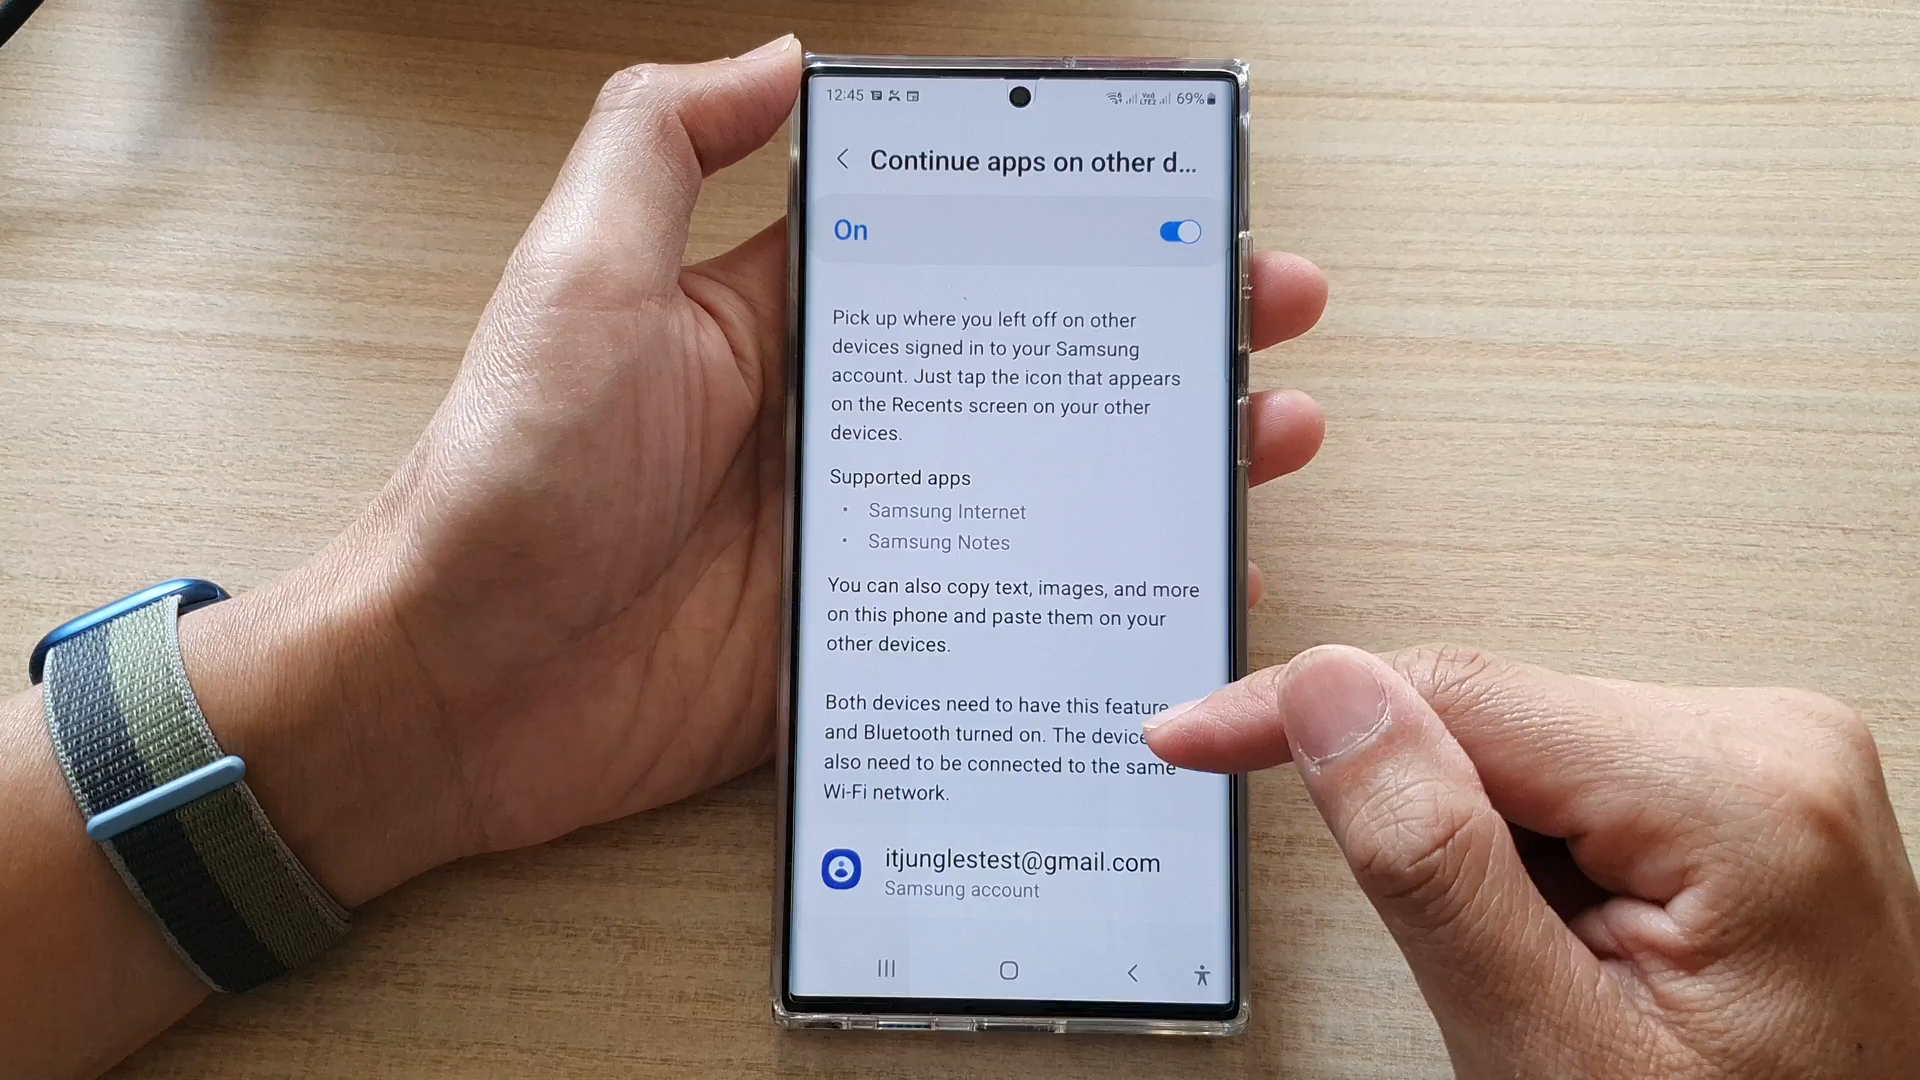 12:45 69%
Continue apps on other d...
On
Pick up where you left off on other
devices signed in to your Samsung
account. Just tap the icon that appears
on the Recents screen on your other
devices.
Supported apps
• Samsung Internet
• Samsung Notes
You can also copy text, images, and more
on this phone and paste them on your
other devices.
Both devices need to have this feature
and Bluetooth turned on. The device
also need to be connected to the same
Wi-Fi network.
itjunglestest@gmail.com
Samsung account